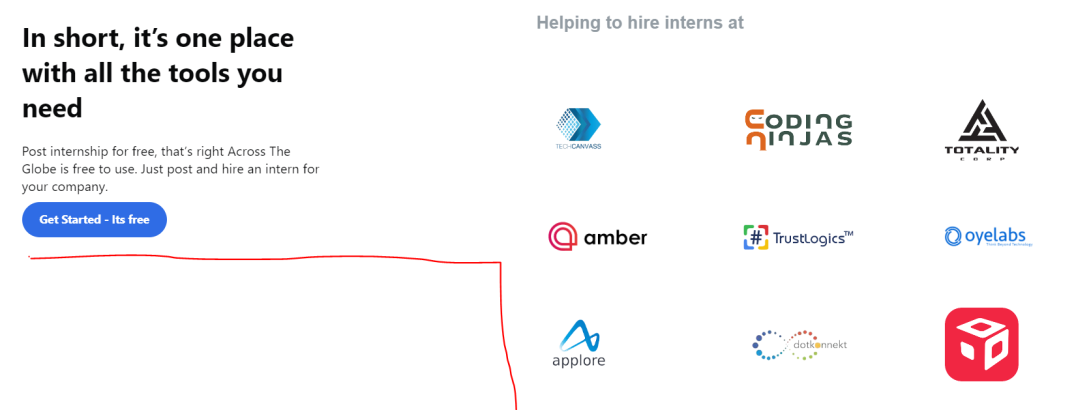 In short, it’s one place
with all the tools you
need
Post internship for free, that’s right Across The
Globe is free to use. Just post and hire an intern for
your company.
Get Started - Its free
Helping to hire interns at
TECHCANVASS
CODING
NINJAS
TOTALITY
CORP
amber
# TrustLogics™
oyelabs
applore
dotkonnekt